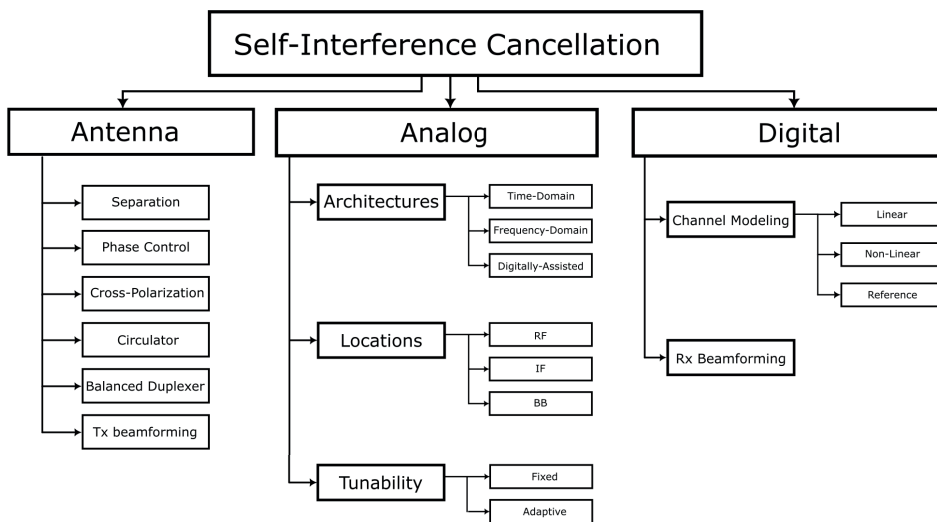 Self-Interference Cancellation
Antenna
Separation
Phase Control
Cross-Polarization
Circulator
Balanced Duplexer
Tx beamforming
Analog
Architectures
Time-Domain
Frequency-Domain
Digitally-Assisted
Locations
RF
IF
BB
Tunability
Fixed
Adaptive
Digital
Channel Modeling
Linear
Non-Linear
Reference
Rx Beamforming